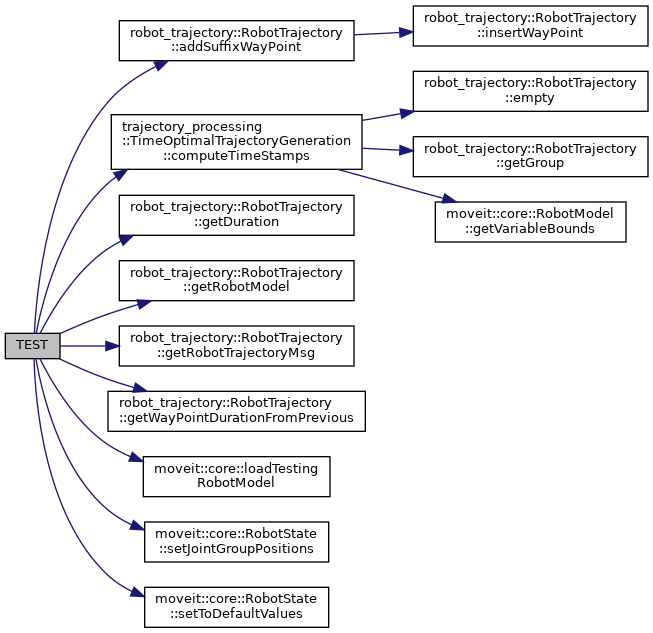 TEST
robot_trajectory::RobotTrajectory
::addSuffixWayPoint
robot_trajectory::RobotTrajectory
::insertWayPoint
trajectory_processing
::TimeOptimalTrajectoryGeneration
::computeTimeStamps
robot_trajectory::RobotTrajectory
::empty
robot_trajectory::RobotTrajectory
::getGroup
moveit::core::RobotModel
::getVariableBounds
robot_trajectory::RobotTrajectory
::getDuration
robot_trajectory::RobotTrajectory
::getRobotModel
robot_trajectory::RobotTrajectory
::getRobotTrajectoryMsg
robot_trajectory::RobotTrajectory
::getWayPointDurationFromPrevious
moveit::core::loadTesting
RobotModel
moveit::core::RobotState
::setJointGroupPositions
moveit::core::RobotState
::setToDefaultValues